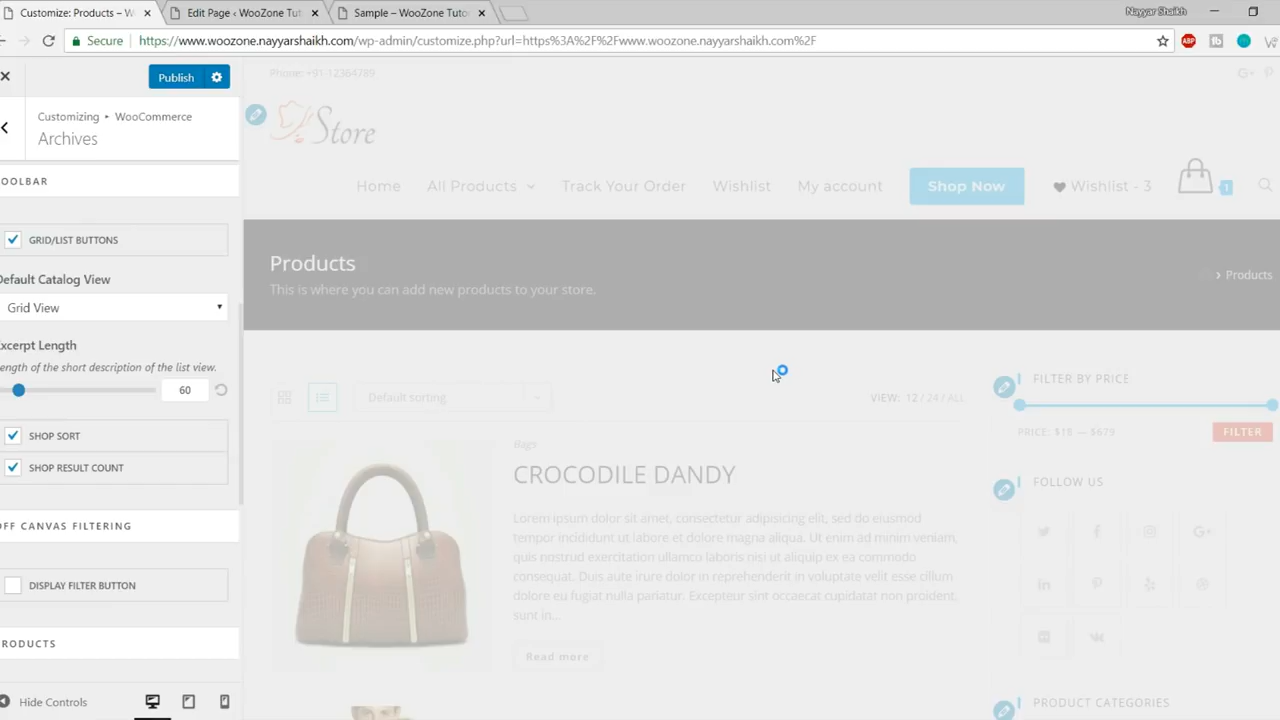 Customize: Products – W
Edit Page ‹ WooZone Tut
Sample – WooZone Tuto
Nayyar Shaikh
Secure
https://www.woozone.nayyarshaikh.com/wp-admin/customize.php?url=https%3A%2F%2Fwww.woozone.nayyarshaikh.com%2F
ABP
Publish
Customizing • WooCommerce
Archives
OOLBAR
GRID/LIST BUTTONS
Default Catalog View
Grid View
Excerpt Length
ength of the short description of the list view.
60
SHOP SORT
SHOP RESULT COUNT
OFF CANVAS FILTERING
DISPLAY FILTER BUTTON
RODUCTS
Hide Controls
Phone: +91-12364789
Store
Home
All Products
Track Your Order
Wishlist
My account
Shop Now
Wishlist - 3
1
Products
This is where you can add new products to your store.
› Products
Default sorting
VIEW: 12 / 24 / ALL
Bags
CROCODILE DANDY
Lorem ipsum dolor sit amet, consectetur adipisicing elit, sed do eiusmod
tempor incididunt ut labore et dolore magna aliqua. Ut enim ad minim veniam,
quis nostrud exercitation ullamco laboris nisi ut aliquip ex ea commodo
consequat. Duis aute irure dolor in reprehenderit in voluptate velit esse cillum
dolore eu fugiat nulla pariatur. Excepteur sint occaecat cupidatat non proident,
sunt in...
Read more
FILTER BY PRICE
PRICE: $18 — $679
FILTER
FOLLOW US
PRODUCT CATEGORIES